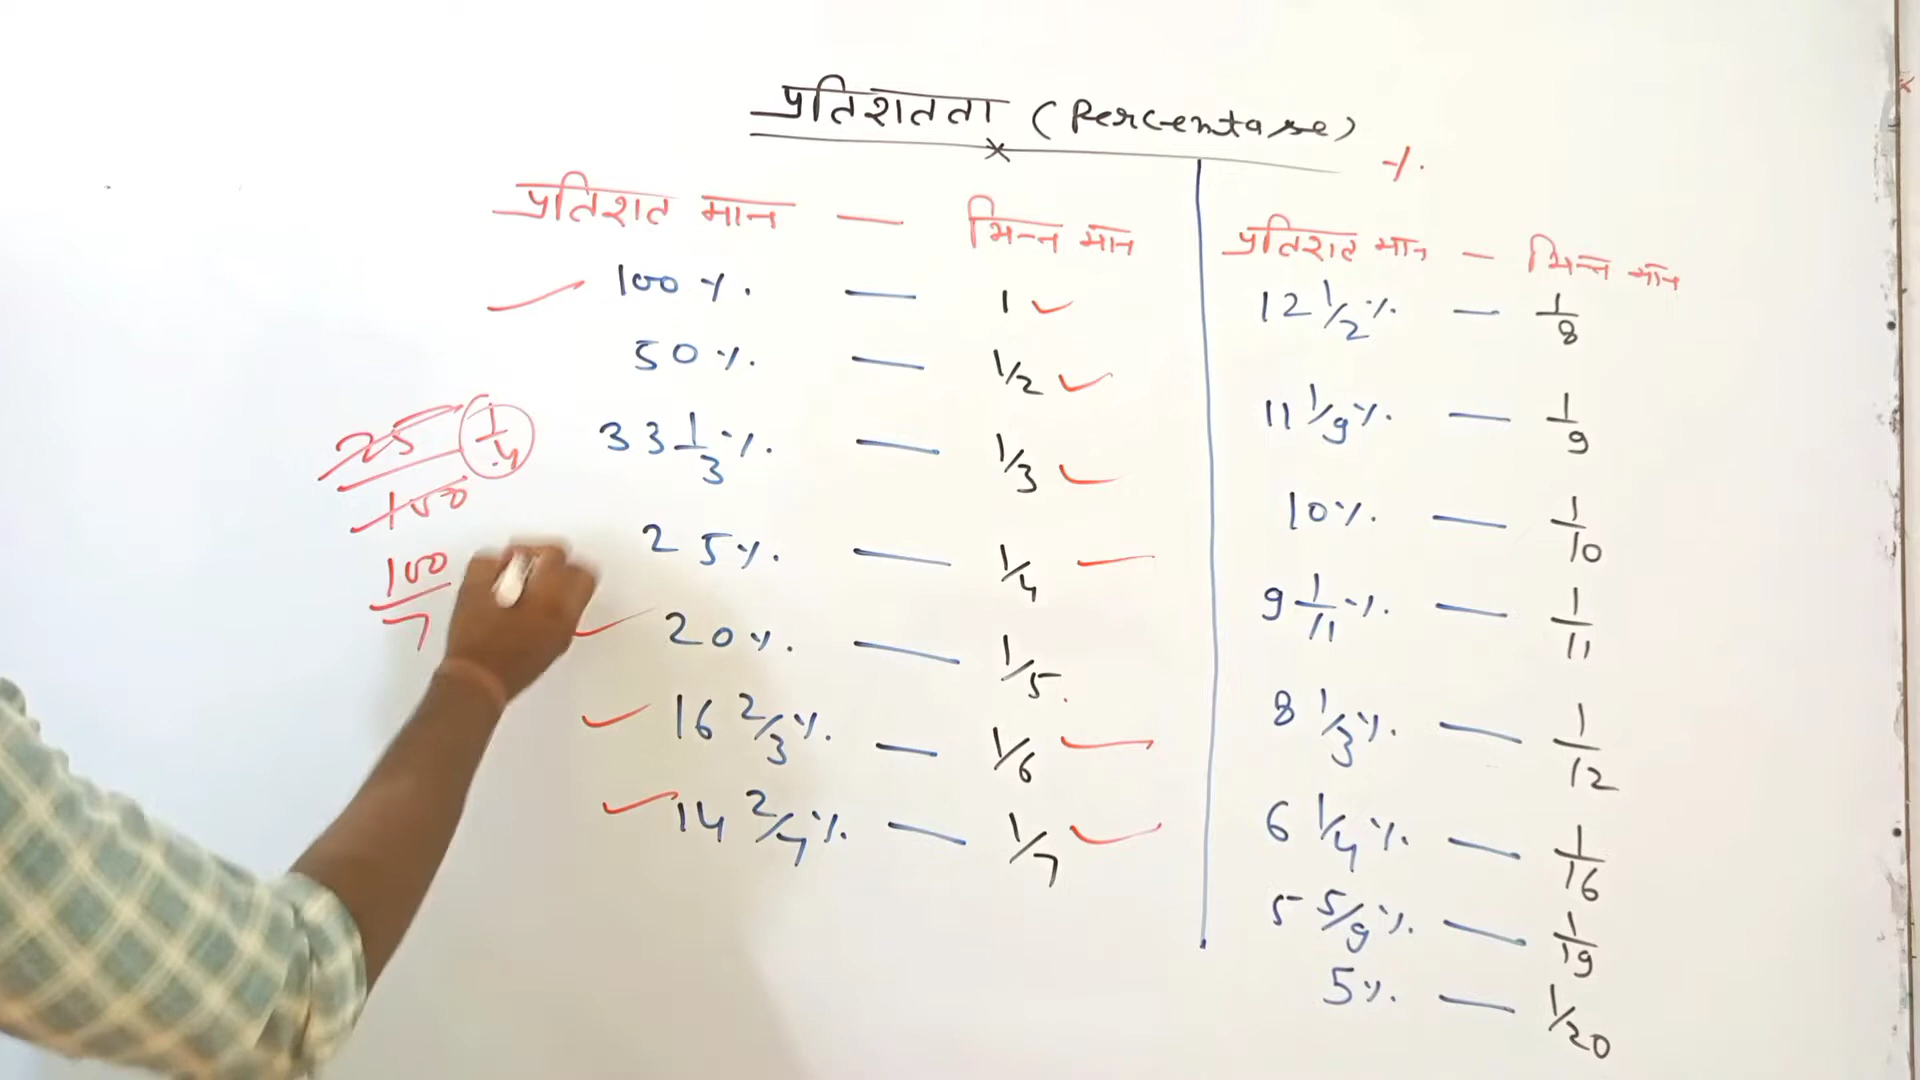 प्रतिशतता (Percentage)
%
प्रतिशत मान — भिन्न मान
100% — 1
50% — 1/2
33 1/3% — 1/3
25% — 1/4
20% — 1/5
16 2/3% — 1/6
14 2/7% — 1/7
25/100 1/4
100/7
प्रतिशत मान — भिन्न मान
12 1/2% — 1/8
11 1/9% — 1/9
10% — 1/10
9 1/11% — 1/11
8 1/3% — 1/12
6 1/4% — 1/16
5 5/9% — 1/19
5% — 1/20